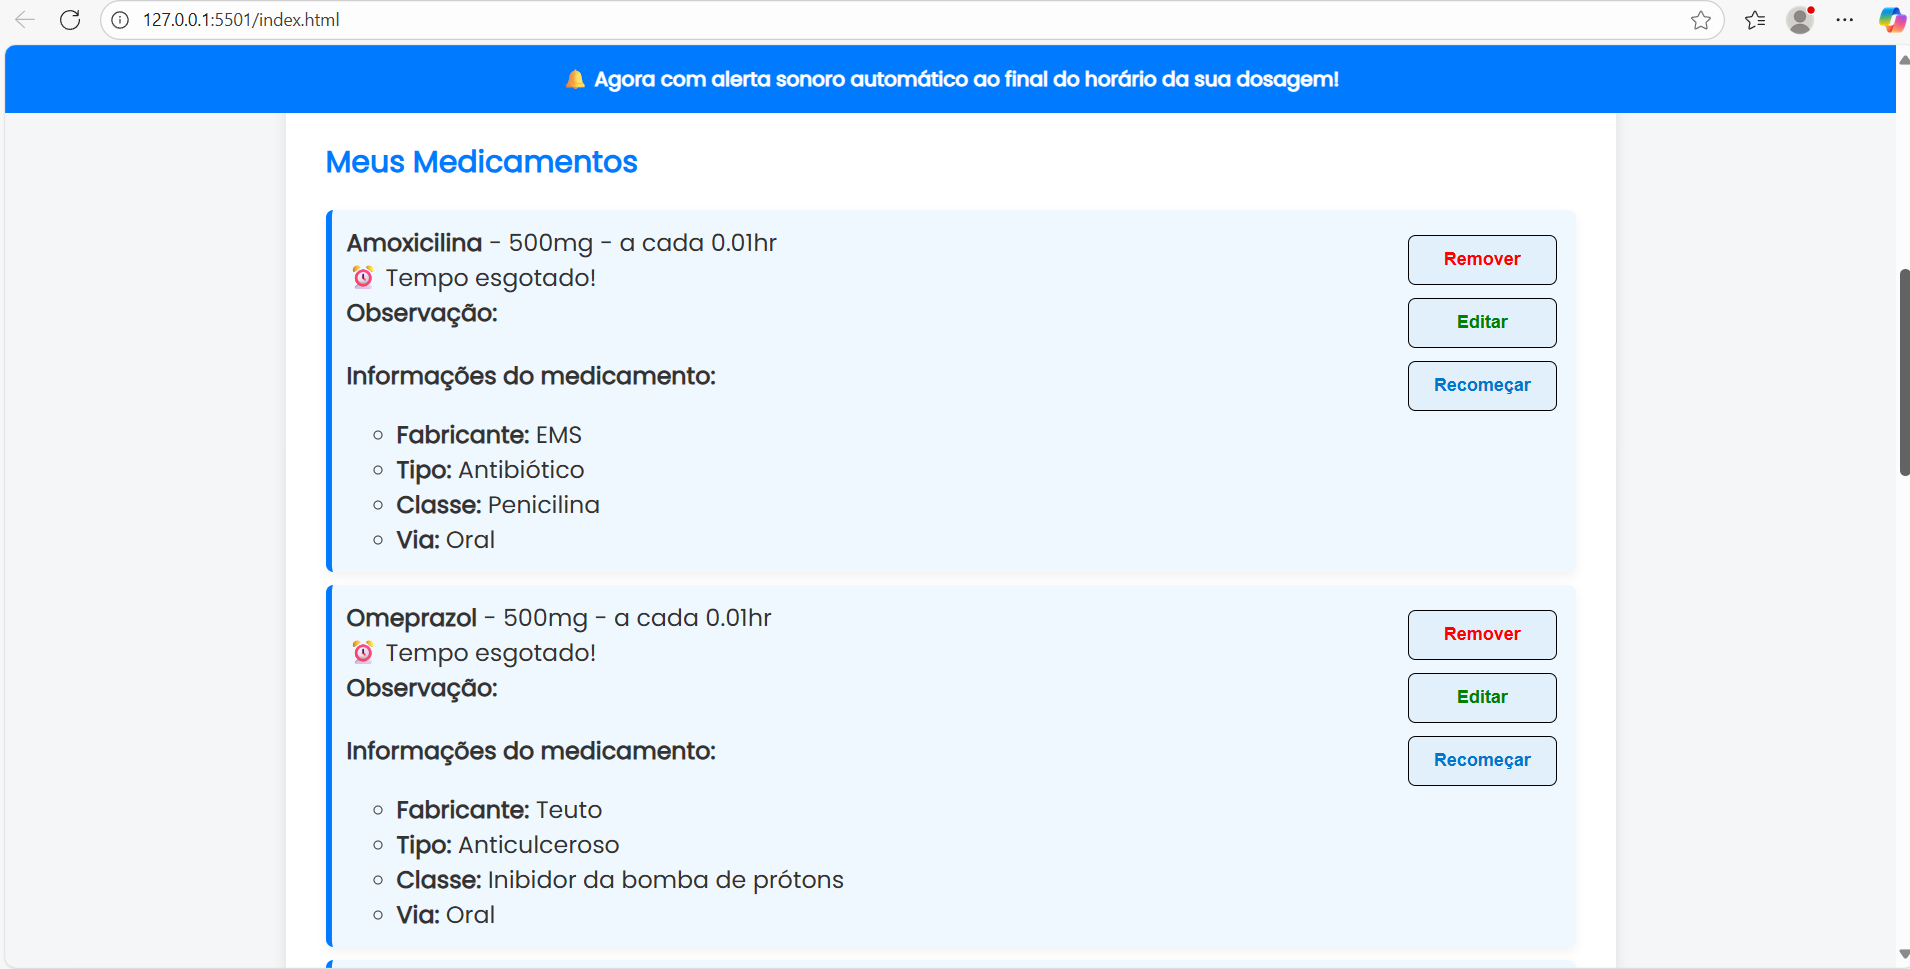 127.0.0.1:5501/index.html
🔔 Agora com alerta sonoro automático ao final do horário da sua dosagem!
Meus Medicamentos
Amoxicilina - 500mg - a cada 0.01hr
⏰ Tempo esgotado!
Observação:
Informações do medicamento:
Fabricante: EMS
Tipo: Antibiótico
Classe: Penicilina
Via: Oral
Remover
Editar
Recomeçar
Omeprazol - 500mg - a cada 0.01hr
⏰ Tempo esgotado!
Observação:
Informações do medicamento:
Fabricante: Teuto
Tipo: Anticulceroso
Classe: Inibidor da bomba de prótons
Via: Oral
Remover
Editar
Recomeçar